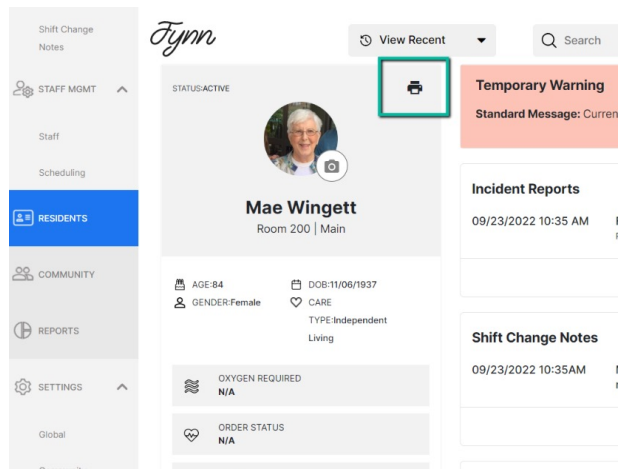 Shift Change
Notes
STAFF MGMT
Staff
Scheduling
RESIDENTS
COMMUNITY
REPORTS
SETTINGS
Global
Fynn
View Recent
Search
STATUS:ACTIVE
Mae Wingett
Room 200 | Main
AGE:84
DOB:11/06/1937
GENDER:Female
CARE
TYPE:Independent
Living
OXYGEN REQUIRED
N/A
ORDER STATUS
N/A
Temporary Warning
Standard Message: Curren
Incident Reports
09/23/2022 10:35 AM
Shift Change Notes
09/23/2022 10:35AM